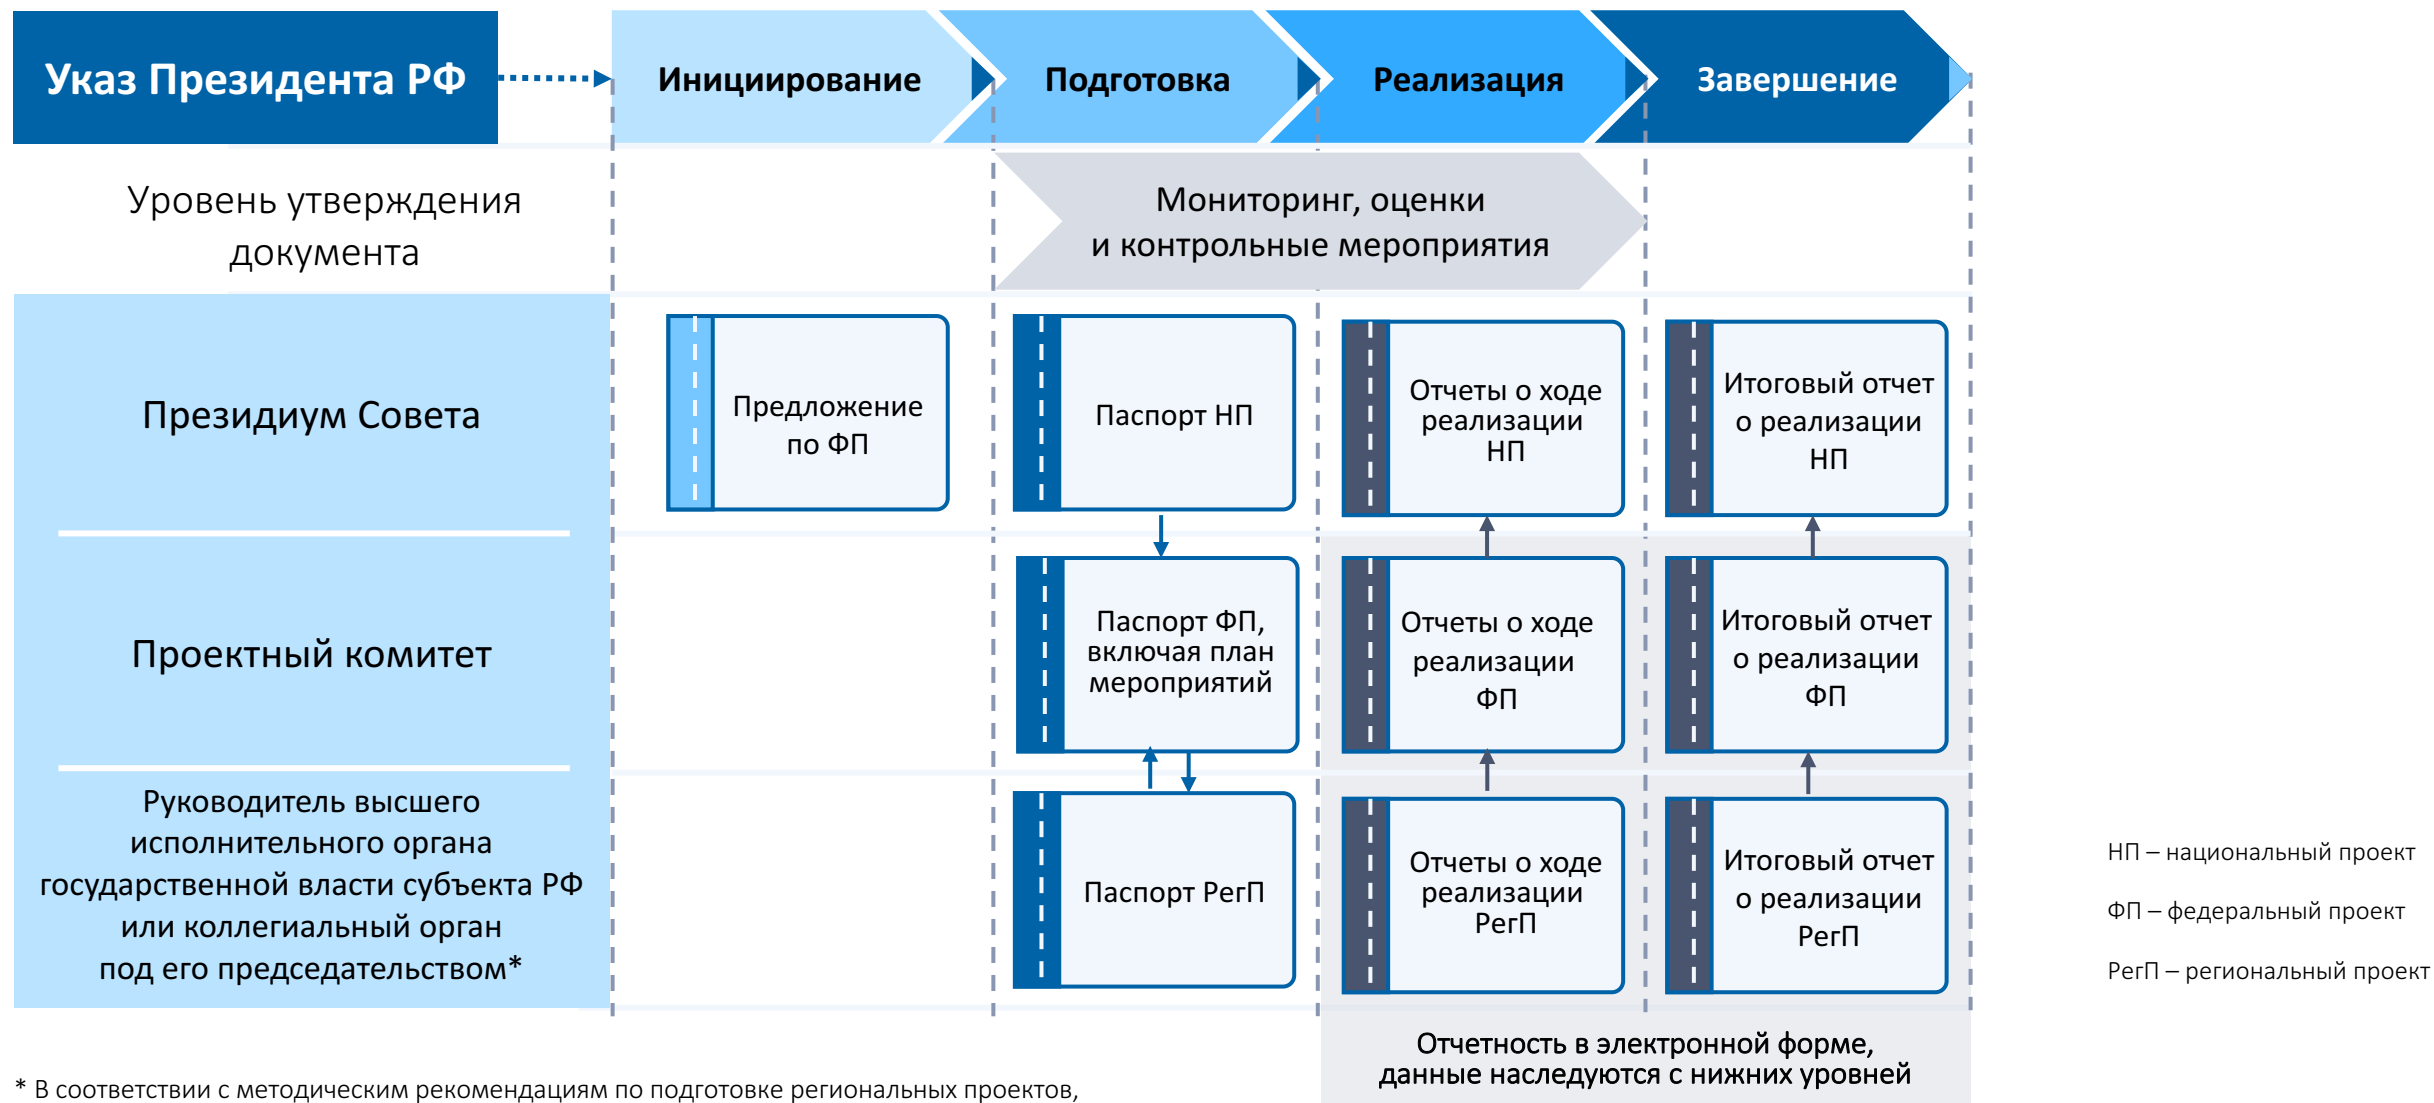 Указ Президента РФ
Инициирование
Подготовка
Реализация
Завершение
Уровень утверждения
документа
Мониторинг, оценки
и контрольные мероприятия
Президиум Совета
Предложение
по ФП
Паспорт НП
Отчеты о ходе
реализации
НП
Итоговый отчет
о реализации
НП
Проектный комитет
Паспорт ФП,
включая план
мероприятий
Отчеты о ходе
реализации
ФП
Итоговый отчет
о реализации
ФП
Руководитель высшего
исполнительного органа
государственной власти субъекта РФ
или коллегиальный орган
под его председательством*
Паспорт РегП
Отчеты о ходе
реализации
РегП
Итоговый отчет
о реализации
РегП
НП – национальный проект
ФП – федеральный проект
РегП – региональный проект
Отчетность в электронной форме,
данные наследуются с нижних уровней
* В соответствии с методическим рекомендациям по подготовке региональных проектов,